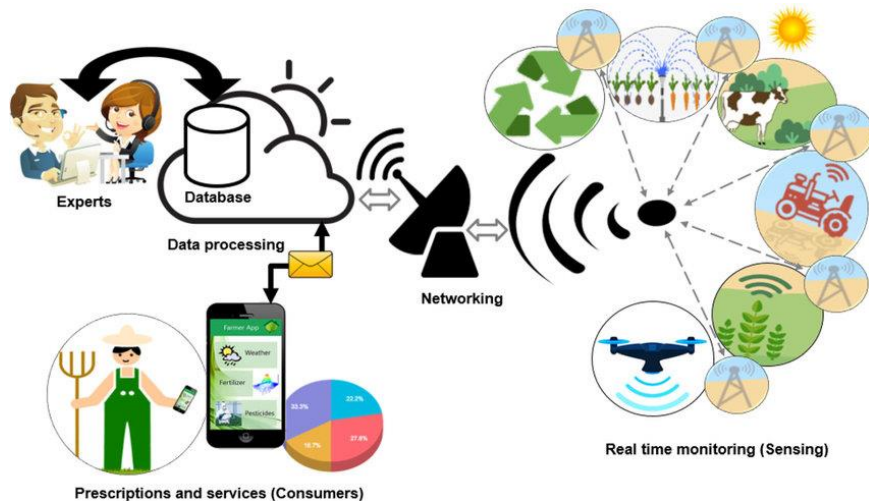 Experts
Database
Data processing
Networking
Farmer App
Weather
Fertilizer
Pesticides
33.3%
22.2%
16.7%
27.8%
Real time monitoring (Sensing)
Prescriptions and services (Consumers)